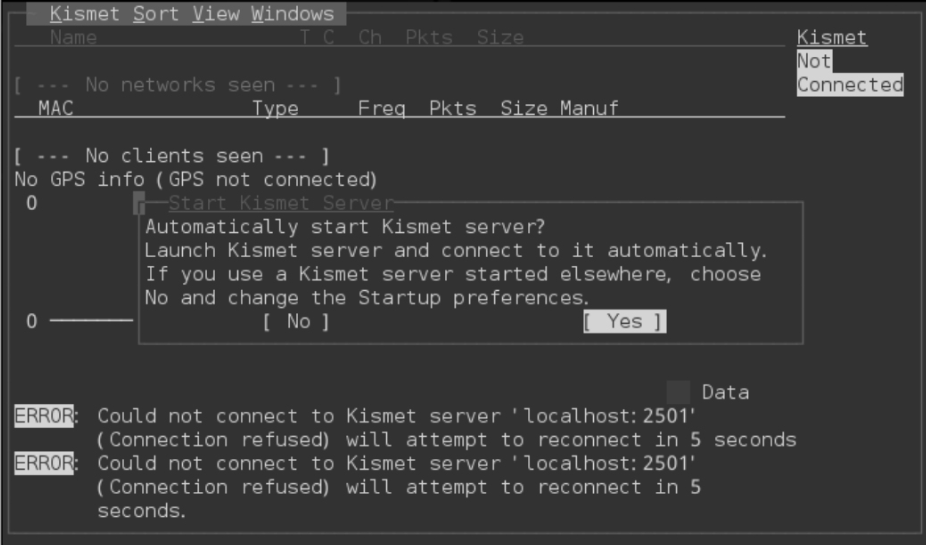 Kismet Sort View Windows
Name T C Ch Pkts Size
Kismet
Not
Connected
[ --- No networks seen --- ]
MAC Type Freq Pkts Size Manuf
[ --- No clients seen --- ]
No GPS info (GPS not connected)
0
Start Kismet Server
Automatically start Kismet server?
Launch Kismet server and connect to it automatically.
If you use a Kismet server started elsewhere, choose
No and change the Startup preferences.
0
[ No ] [ Yes ]
Data
ERROR: Could not connect to Kismet server 'localhost:2501'
(Connection refused) will attempt to reconnect in 5 seconds
ERROR: Could not connect to Kismet server 'localhost:2501'
(Connection refused) will attempt to reconnect in 5
seconds.